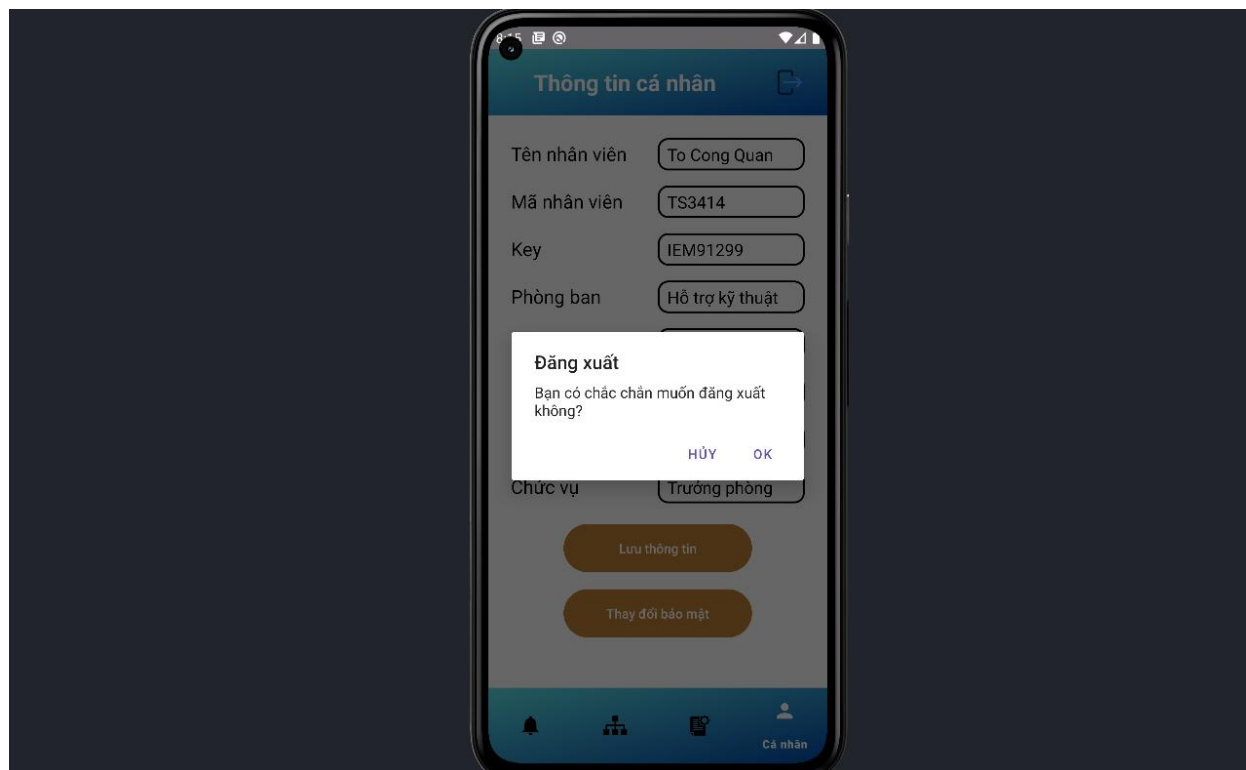 8:15
Thông tin cá nhân
Tên nhân viên To Cong Quan
Mã nhân viên TS3414
Key IEM91299
Phòng ban Hỗ trợ kỹ thuật
Đăng xuất
Bạn có chắc chắn muốn đăng xuất
không?
HỦY OK
Chức vụ Trưởng phòng
Lưu thông tin
Thay đổi bảo mật
Cá nhân